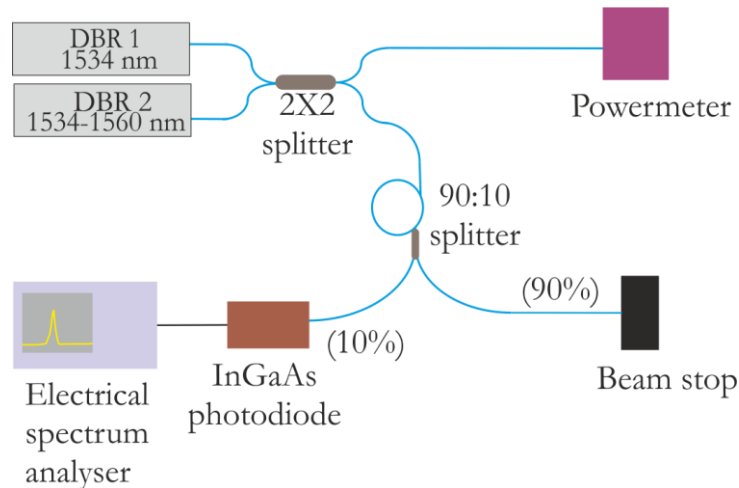 DBR 1
1534 nm
DBR 2
1534-1560 nm
2X2
splitter
Powermeter
90:10
splitter
(90%)
(10%)
Beam stop
InGaAs
photodiode
Electrical
spectrum
analyser